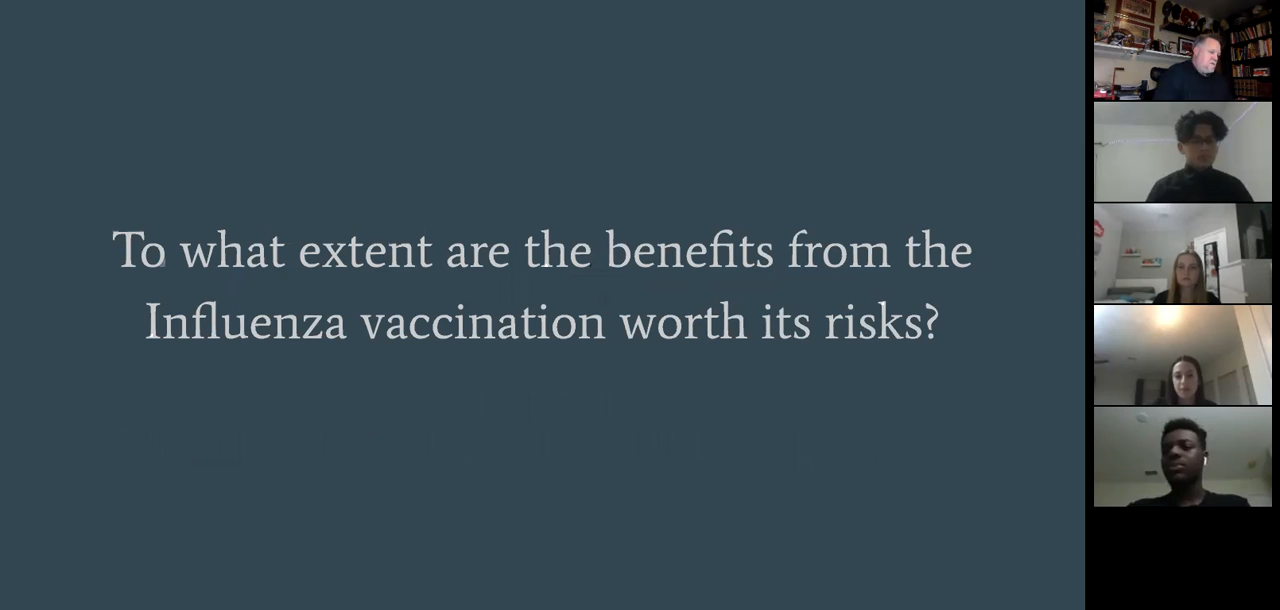 To what extent are the benefits from the
Influenza vaccination worth its risks?